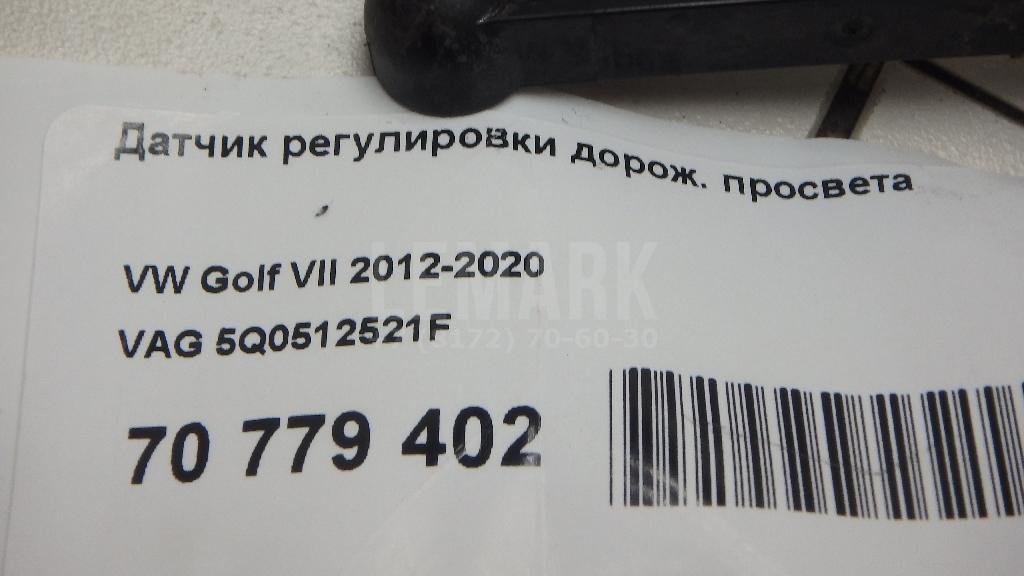 Датчик регулировки дорож. просвета
VW Golf VII 2012-2020
LEMARK
VAG 5Q0512521F
(8172) 70-60-30
70 779 402